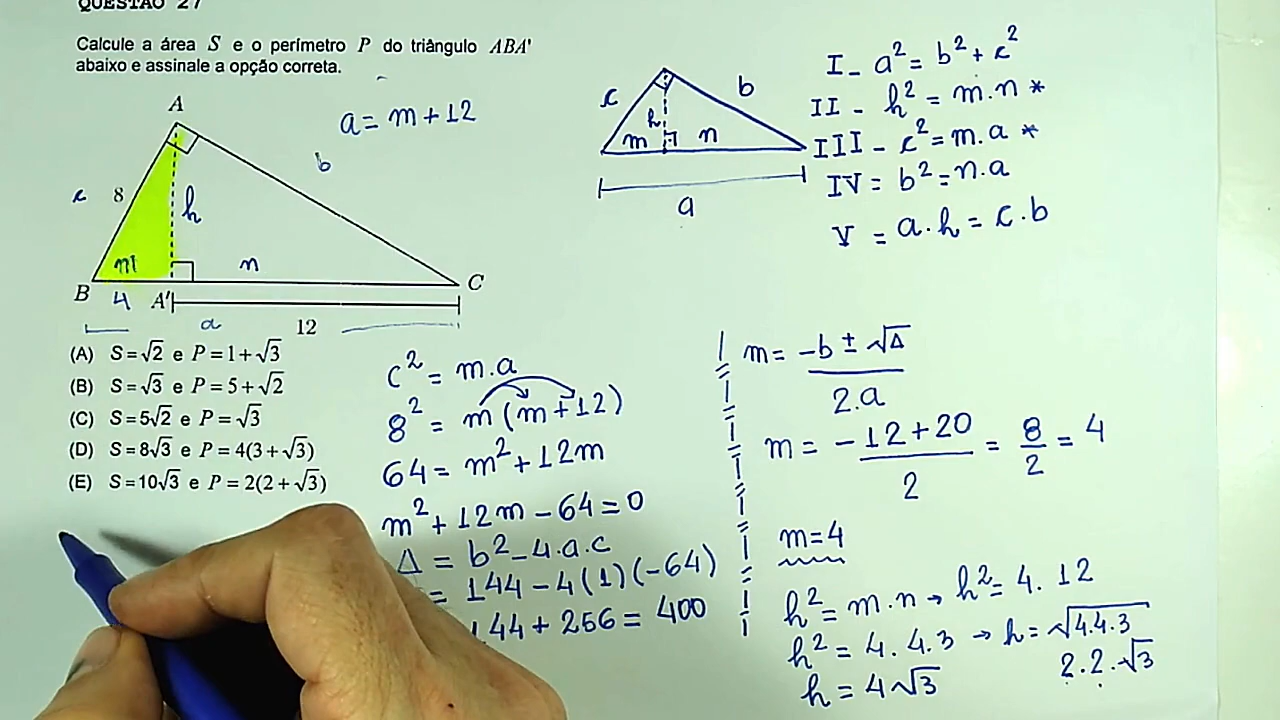 QUESTÃO 27
Calcule a área S e o perímetro P do triângulo ABA'
abaixo e assinale a opção correta.
a = m + 12
A
b
c 8 h
m n
B 4 A' C
a 12
(A) S = √2 e P = 1 + √3
(B) S = √3 e P = 5 + √2
(C) S = 5√2 e P = √3
(D) S = 8√3 e P = 4(3 + √3)
(E) S = 10√3 e P = 2(2 + √3)
c b
h
m n
a
I - a² = b² + c²
II - h² = m.n *
III - c² = m.a *
IV = b² = n.a
V = a.h = c.b
c² = m.a
8² = m(m + 12)
64 = m² + 12m
m² + 12m - 64 = 0
Δ = b² - 4.a.c
= 144 - 4(1)(-64)
144 + 256 = 400
m = -b ± √Δ / 2.a
m = -12 + 20 / 2 = 8/2 = 4
m = 4
h² = m.n → h² = 4.12
h² = 4.4.3 → h = √4.4.3
2.2.√3
h = 4√3